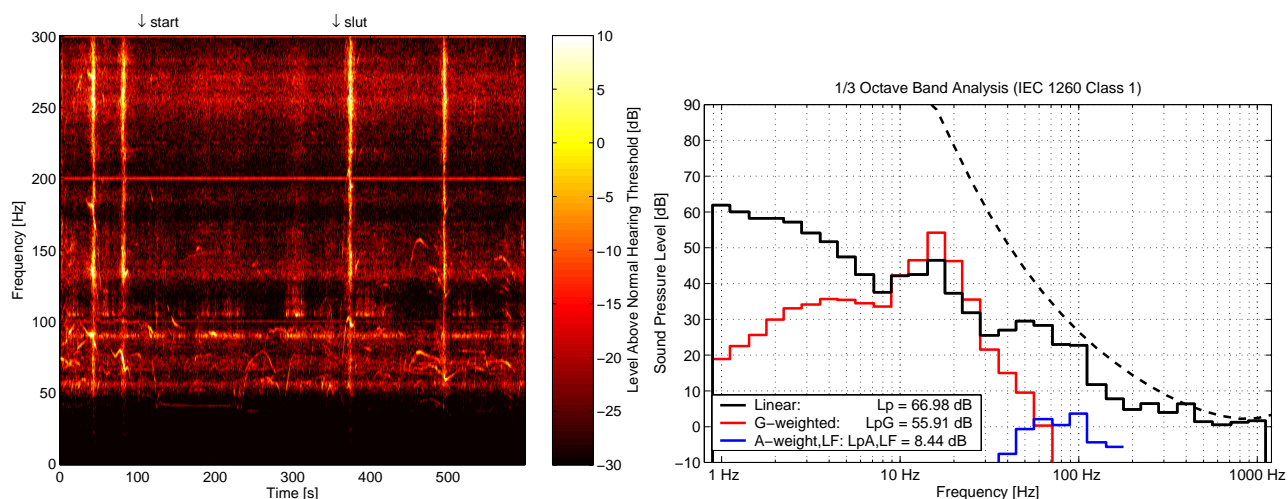 ↓ start
↓ slut
300
250
200
150
100
50
0
Frequency [Hz]
0
100
200
300
400
500
Time [s]
10
5
0
−5
−10
−15
−20
−25
−30
Level Above Normal Hearing Threshold [dB]
1/3 Octave Band Analysis (IEC 1260 Class 1)
90
80
70
60
50
40
30
20
10
0
−10
Sound Pressure Level [dB]
Linear: Lp = 66.98 dB
G−weighted: LpG = 55.91 dB
A−weight,LF: LpA,LF = 8.44 dB
1 Hz
10 Hz
100 Hz
1000 Hz
Frequency [Hz]